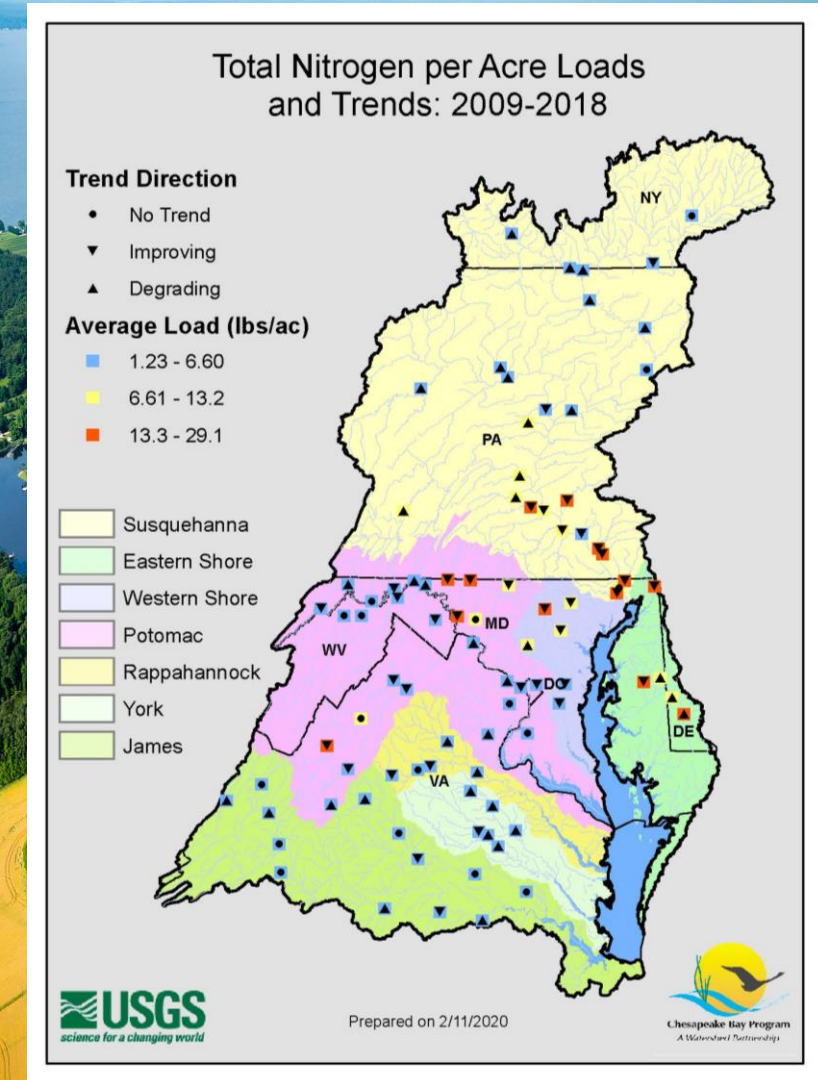 Total Nitrogen per Acre Loads
and Trends: 2009-2018
Trend Direction
No Trend
Improving
Degrading
Average Load (lbs/ac)
1.23 - 6.60
6.61 - 13.2
13.3 - 29.1
Susquehanna
Eastern Shore
Western Shore
Potomac
Rappahannock
York
James
NY
PA
MD
WV
DC
DE
VA
USGS
science for a changing world
Prepared on 2/11/2020
Chesapeake Bay Program
A Watershed Partnership